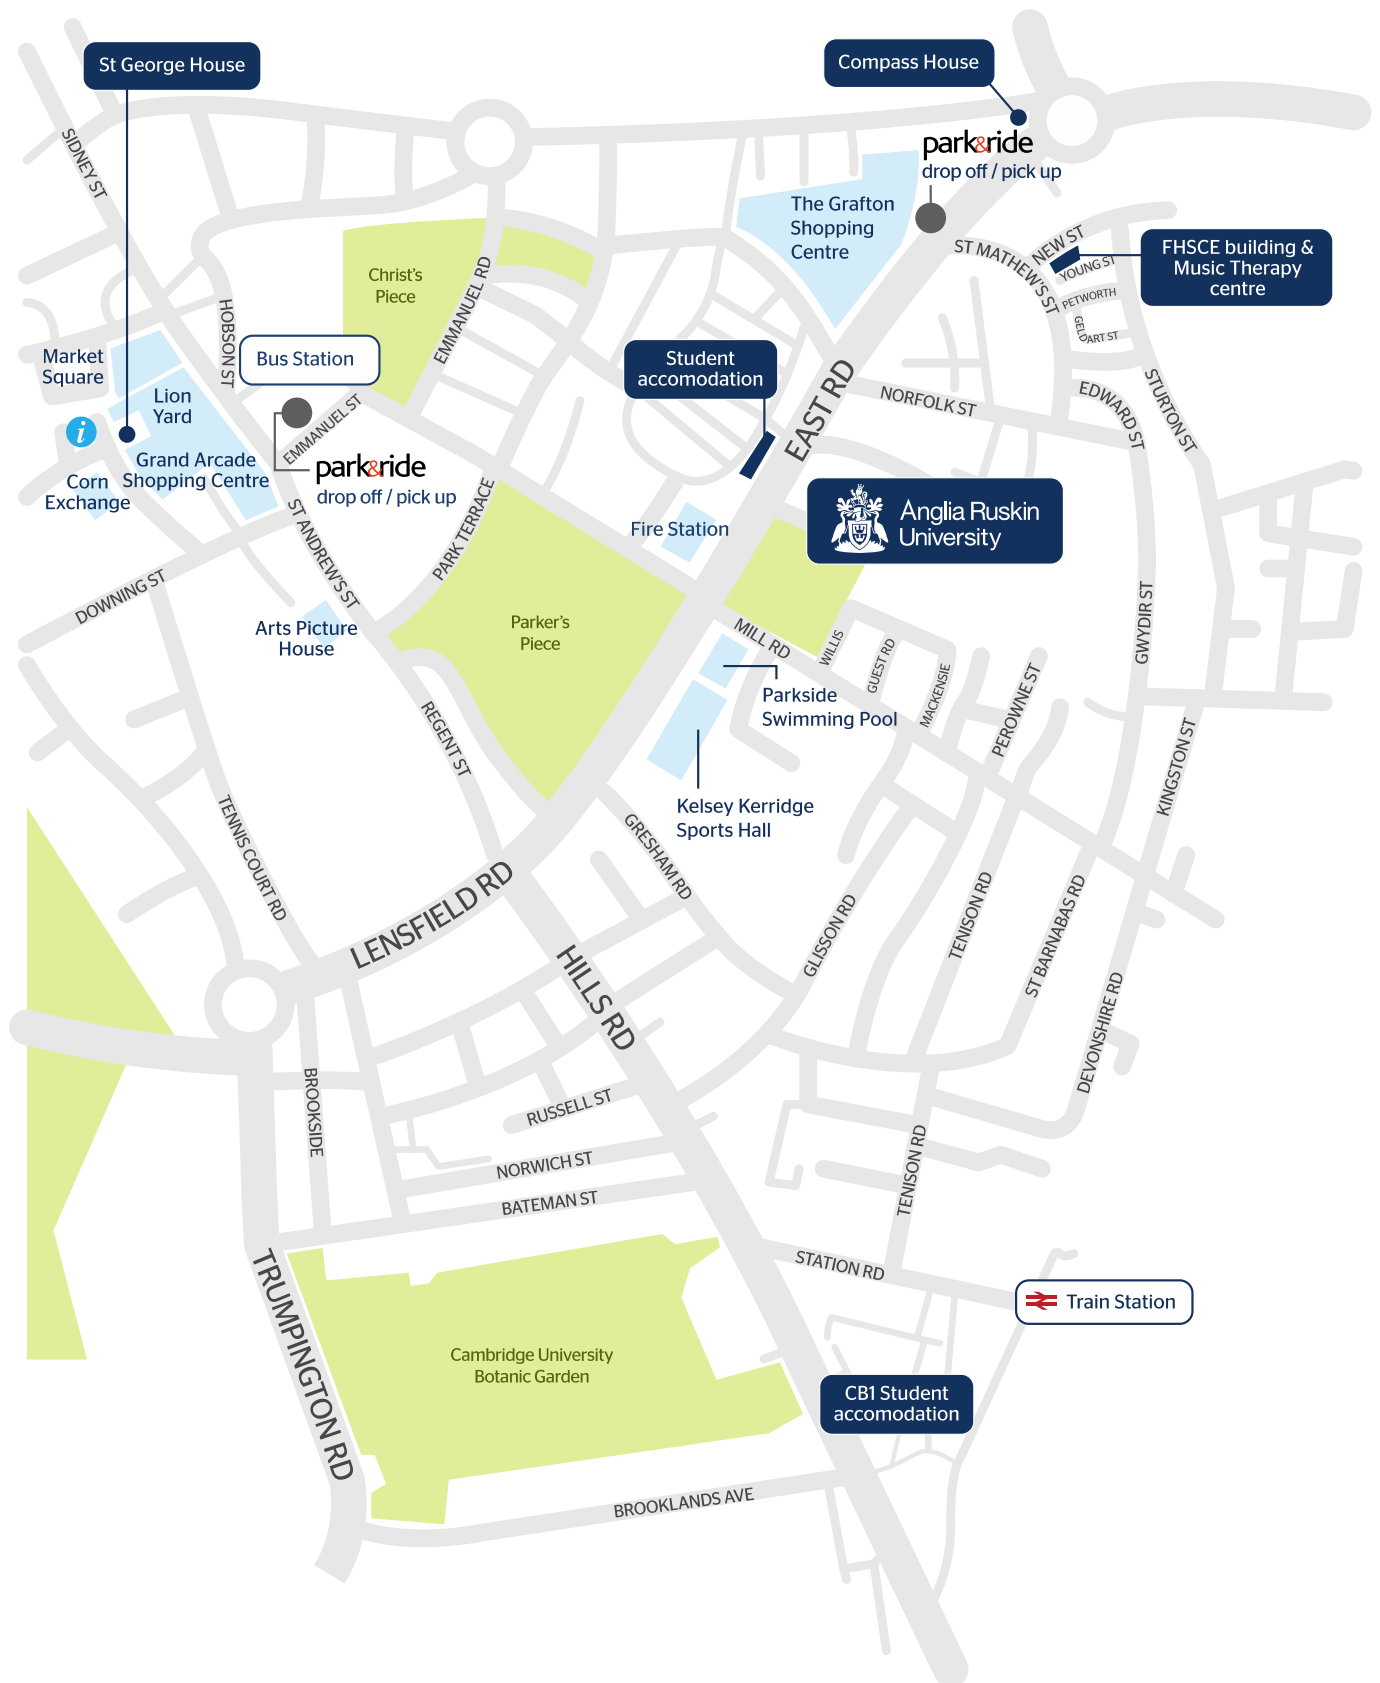 St George House
Compass House
SIDNEY ST
park&ride
drop off / pick up
The Grafton
Shopping
Centre
ST MATHEW'S ST
NEW ST
YOUNG ST
PETWORTH
GELDART ST
FHSCE building &
Music Therapy
centre
Christ's
Piece
EMMANUEL RD
HOBSON ST
Bus Station
Market
Square
Lion
Yard
i
Grand Arcade
Shopping Centre
Corn
Exchange
EMMANUEL ST
park&ride
drop off / pick up
Student
accomodation
EAST RD
NORFOLK ST
EDWARD ST
STURTON ST
Anglia Ruskin
University
Fire Station
PARK TERRACE
ST ANDREW'S ST
DOWNING ST
Arts Picture
House
Parker's
Piece
MILL RD
WILLIS
GUEST RD
MACKENSIE
PEROWNE ST
GWYDIR ST
KINGSTON ST
Parkside
Swimming Pool
Kelsey Kerridge
Sports Hall
REGENT ST
TENNIS COURT RD
GRESHAM RD
LENSFIELD RD
HILLS RD
GLISSON RD
TENISON RD
ST BARNABAS RD
DEVONSHIRE RD
BROOKSIDE
RUSSELL ST
NORWICH ST
BATEMAN ST
TENISON RD
STATION RD
Train Station
TRUMPINGTON RD
Cambridge University
Botanic Garden
CB1 Student
accomodation
BROOKLANDS AVE